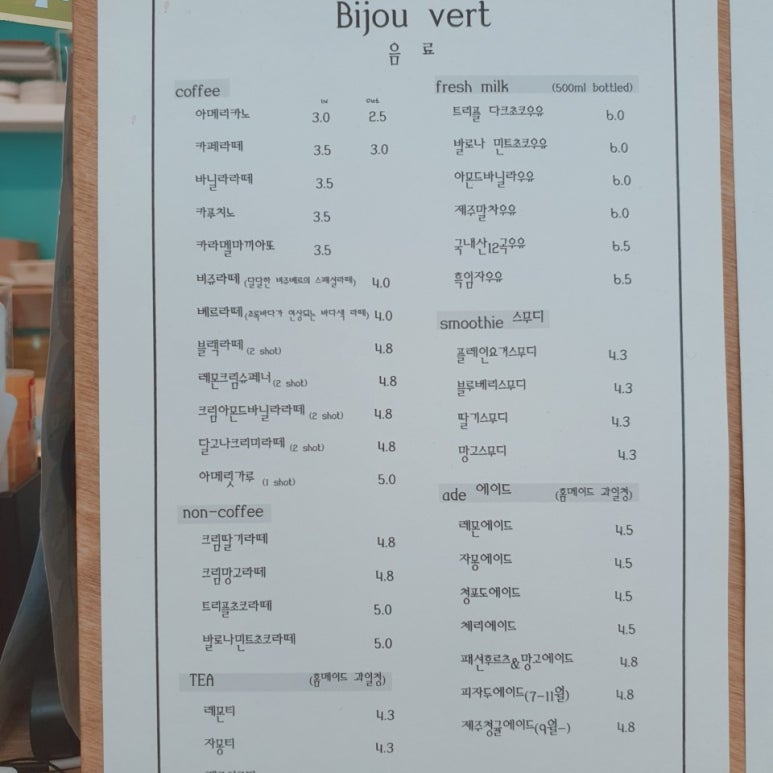 Bijou vert
음 료
coffee
In Out
아메리카노 3.0 2.5
카페라떼 3.5 3.0
바닐라라떼 3.5
카푸치노 3.5
카라멜마끼아또 3.5
비쥬라떼 (달달한 비쥬베르의 스페셜라떼) 4.0
베르라떼 (초록바다가 연상되는 바다색 라떼) 4.0
블랙라떼 (2 shot) 4.8
레몬크림슈페너 (2 shot) 4.8
크림아몬드바닐라라떼 (2 shot) 4.8
달고나크리미라떼 (2 shot) 4.8
아메릿가루 (1 shot) 5.0
non-coffee
크림딸기라떼 4.8
크림망고라떼 4.8
트리플초코라떼 5.0
발로나민트초코라떼 5.0
TEA (홈메이드 과일청)
레몬티 4.3
자몽티 4.3
fresh milk (500ml bottled)
트리플 다크초코우유 6.0
발로나 민트초코우유 6.0
아몬드바닐라우유 6.0
제주말차우유 6.0
국내산12곡우유 6.5
흑임자우유 6.5
smoothie 스무디
플레인요거스무디 4.3
블루베리스무디 4.3
딸기스무디 4.3
망고스무디 4.3
ade 에이드 (홈메이드 과일청)
레몬에이드 4.5
자몽에이드 4.5
청포도에이드 4.5
체리에이드 4.5
패션후르츠&망고에이드 4.8
피자두에이드(7-11월) 4.8
제주청귤에이드(9월-) 4.8